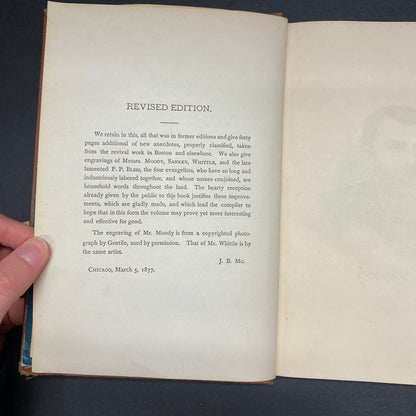 REVISED EDITION.
We retain in this, all that was in former editions and give forty
pages additional of new anecdotes, properly classified, taken
from the revival work in Boston and elsewhere. We also give
engravings of Messrs. MOODY, SANKEY, WHITTLE, and the late
lamented P. P. BLISS, the four evangelists, who have so long and
industriously labored together, and whose names conjoined, are
household words throughout the land. The hearty reception
already given by the public to this book justifies these improve-
ments, which are gladly made, and which lead the compiler to
hope that in this form the volume may prove yet more interesting
and effective for good.
The engraving of Mr. Moody is from a copyrighted photo-
graph by Gentile, used by permission. That of Mr. Whittle is by
the same artist.
J. B. MC.
CHICAGO, March 5, 1877.